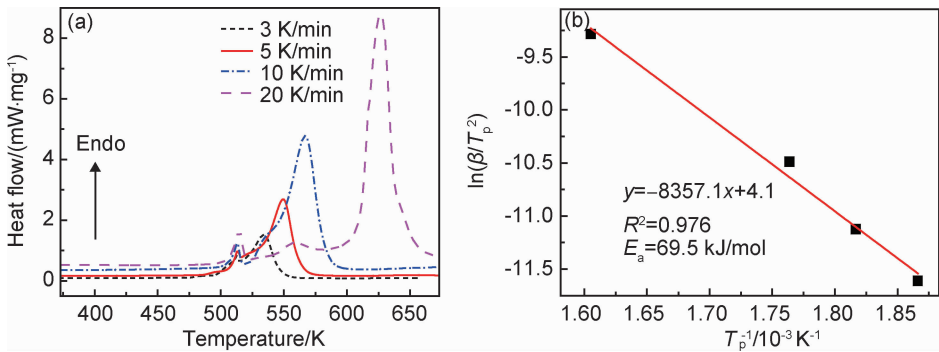 (a)
3 K/min
5 K/min
10 K/min
20 K/min
Endo
8
6
4
2
0
400 450 500 550 600 650
Temperature/K
Heat flow/(mW·mg⁻¹)
(b)
-9.5
-10.0
-10.5
-11.0
-11.5
1.60 1.65 1.70 1.75 1.80 1.85
Tₚ⁻¹/10⁻³ K⁻¹
ln(β/Tₚ²)
y=−8357.1x+4.1
R²=0.976
Eₐ=69.5 kJ/mol